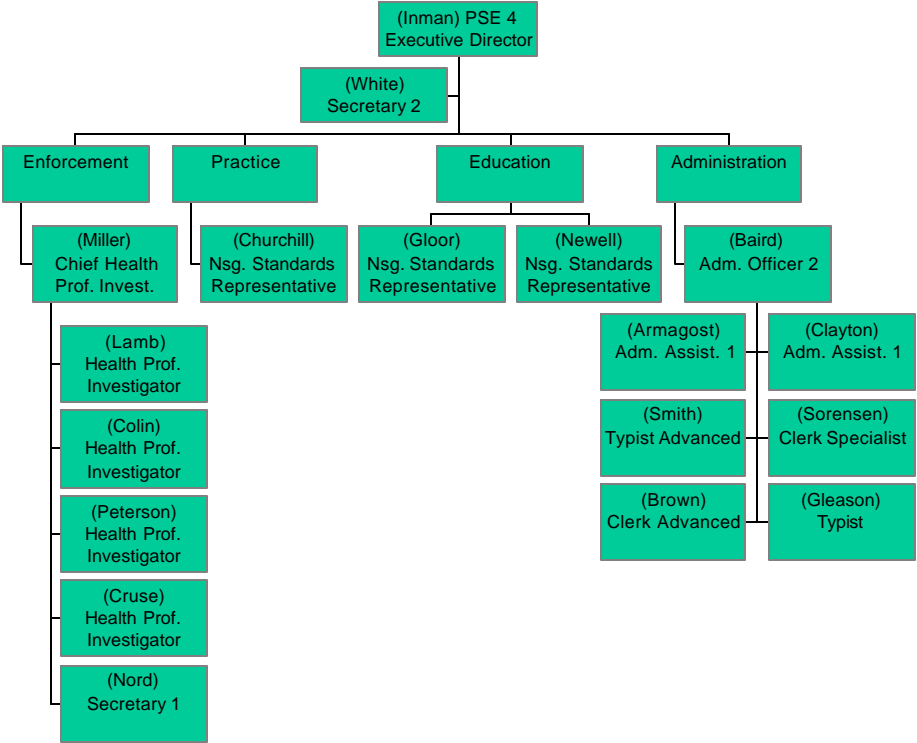 (Inman) PSE 4
Executive Director
(White)
Secretary 2
Enforcement
Practice
Education
Administration
(Miller)
Chief Health
Prof. Invest.
(Churchill)
Nsg. Standards
Representative
(Gloor)
Nsg. Standards
Representative
(Newell)
Nsg. Standards
Representative
(Baird)
Adm. Officer 2
(Lamb)
Health Prof.
Investigator
(Colin)
Health Prof.
Investigator
(Peterson)
Health Prof.
Investigator
(Cruse)
Health Prof.
Investigator
(Nord)
Secretary 1
(Armagost)
Adm. Assist. 1
(Clayton)
Adm. Assist. 1
(Smith)
Typist Advanced
(Sorensen)
Clerk Specialist
(Brown)
Clerk Advanced
(Gleason)
Typist